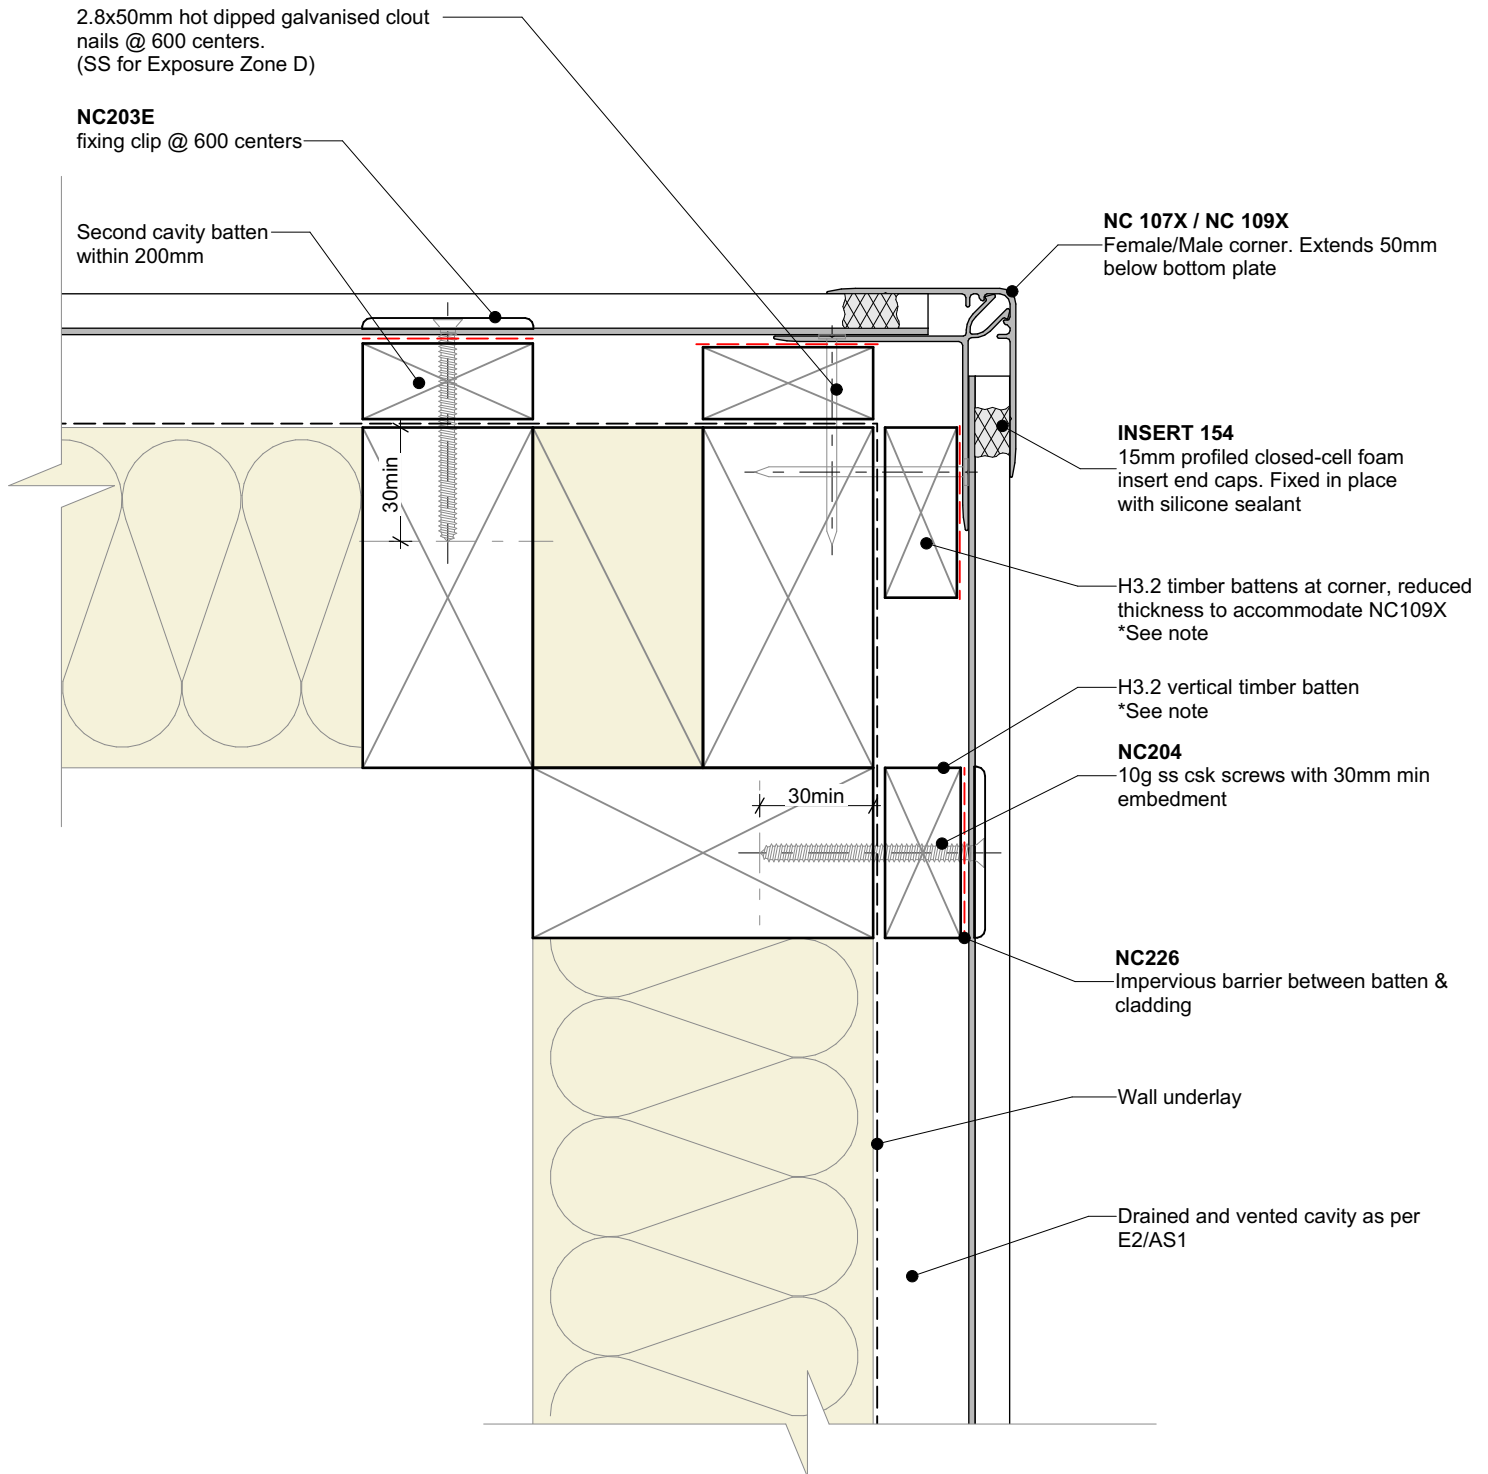 2.8x50mm hot dipped galvanised clout
nails @ 600 centers.
(SS for Exposure Zone D)
NC203E
fixing clip @ 600 centers
Second cavity batten
within 200mm
NC 107X / NC 109X
Female/Male corner. Extends 50mm
below bottom plate
INSERT 154
15mm profiled closed-cell foam
insert end caps. Fixed in place
with silicone sealant
30min
H3.2 timber battens at corner, reduced
thickness to accommodate NC109X
*See note
H3.2 vertical timber batten
*See note
NC204
10g ss csk screws with 30mm min
embedment
30min
NC226
Impervious barrier between batten &
cladding
Wall underlay
Drained and vented cavity as per
E2/AS1